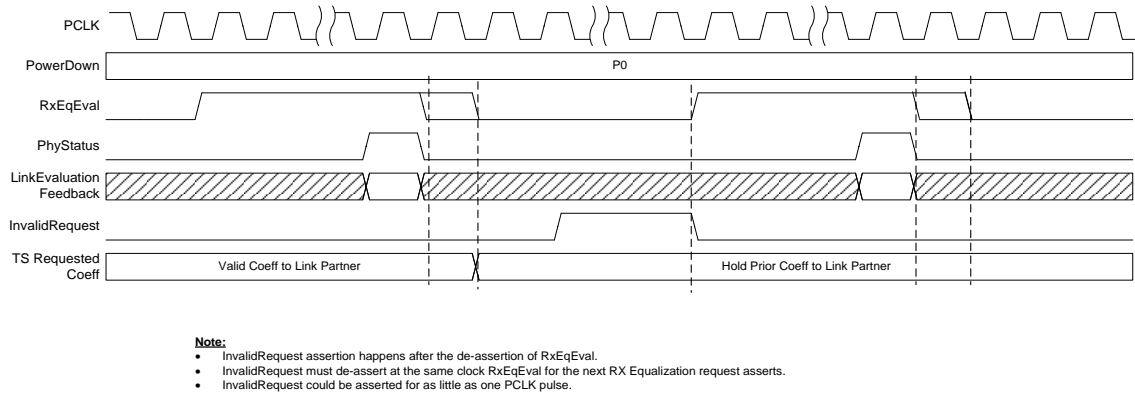 PCLK
PowerDown
P0
RxEqEval
PhyStatus
LinkEvaluation
Feedback
InvalidRequest
TS Requested
Coeff
Valid Coeff to Link Partner
Hold Prior Coeff to Link Partner
Note:
• InvalidRequest assertion happens after the de-assertion of RxEqEval.
• InvalidRequest must de-assert at the same clock RxEqEval for the next RX Equalization request asserts.
• InvalidRequest could be asserted for as little as one PCLK pulse.